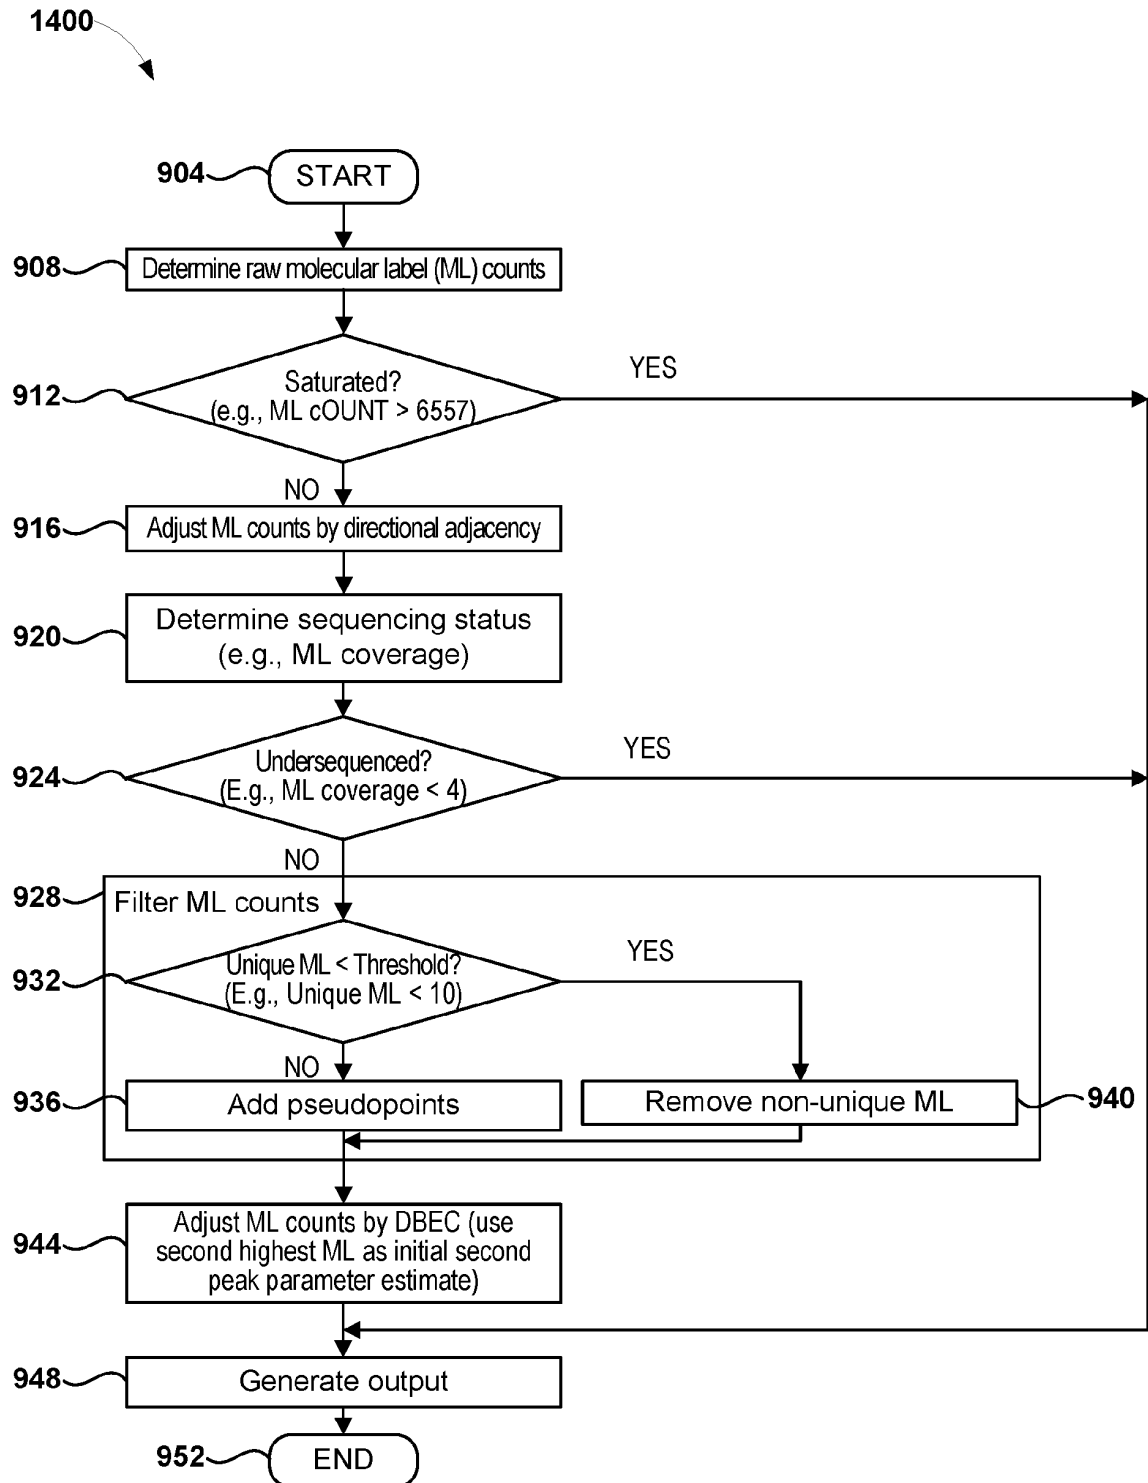 1400
904
START
908
Determine raw molecular label (ML) counts
912
Saturated?
(e.g., ML cOUNT > 6557)
YES
NO
916
Adjust ML counts by directional adjacency
920
Determine sequencing status
(e.g., ML coverage)
924
Undersequenced?
(E.g., ML coverage < 4)
YES
NO
928
Filter ML counts
932
Unique ML < Threshold?
(E.g., Unique ML < 10)
YES
NO
936
Add pseudopoints
Remove non-unique ML
940
944
Adjust ML counts by DBEC (use
second highest ML as initial second
peak parameter estimate)
948
Generate output
952
END